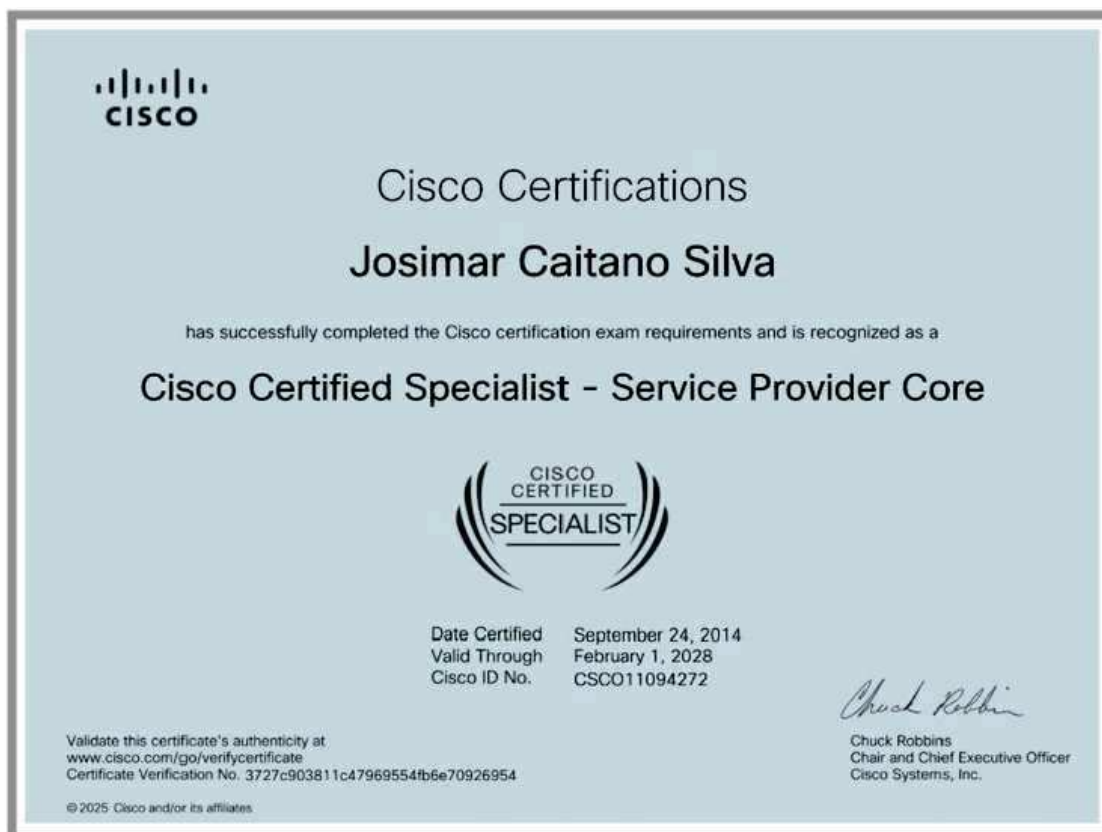 CISCO
Cisco Certifications
Josimar Caitano Silva
has successfully completed the Cisco certification exam requirements and is recognized as a
Cisco Certified Specialist - Service Provider Core
CISCO
CERTIFIED
SPECIALIST
Date Certified September 24, 2014
Valid Through February 1, 2028
Cisco ID No. CSCO11094272
Chuck Robbins
Validate this certificate's authenticity at
www.cisco.com/go/verifycertificate
Certificate Verification No. 3727c903811c47969554fb6e70926954
Chuck Robbins
Chair and Chief Executive Officer
Cisco Systems, Inc.
© 2025 Cisco and/or its affiliates